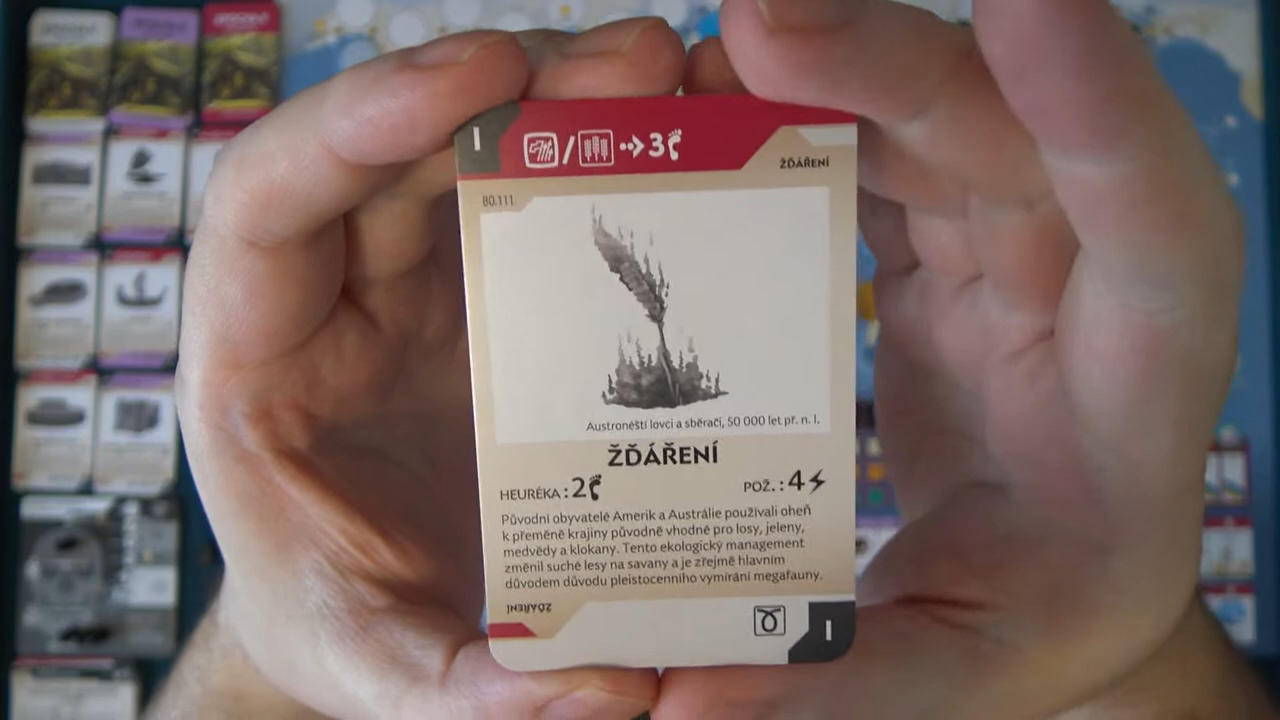 I
/ 3
ŽĎÁŘENÍ
B0.111
Austronéští lovci a sběrači, 50 000 let př. n. l.
ŽĎÁŘENÍ
HEURÉKA : 2
POŽ. : 4
Původní obyvatelé Amerik a Austrálie používali oheň
k přeměně krajiny původně vhodné pro losy, jeleny,
medvědy a klokany. Tento ekologický management
změnil suché lesy na savany a je zřejmě hlavním
důvodem důvodu pleistocenního vymírání megafauny.
ŽĎÁŘENÍ
I